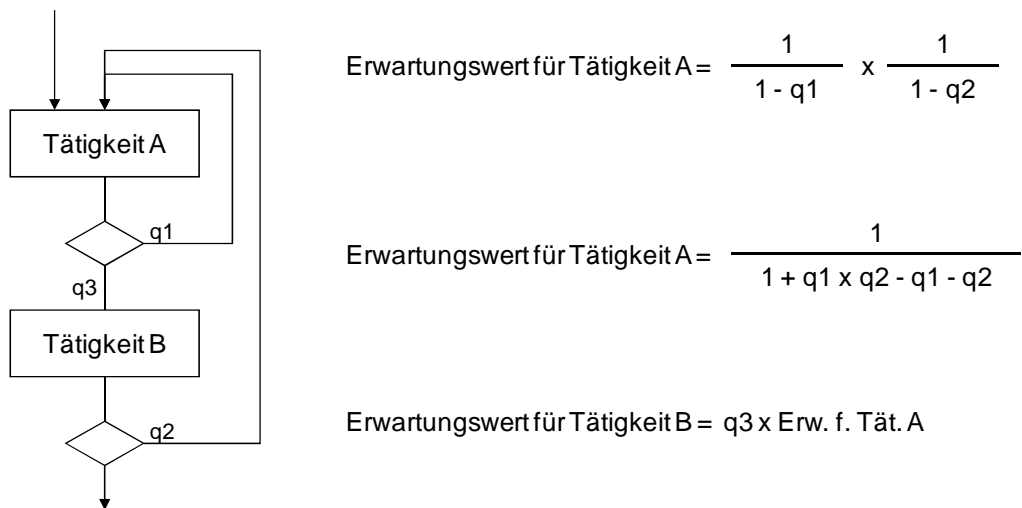 Tätigkeit A
q1
q3
Tätigkeit B
q2
Erwartungswert für Tätigkeit A = 1 / 1 - q1 x 1 / 1 - q2
Erwartungswert für Tätigkeit A = 1 / 1 + q1 x q2 - q1 - q2
Erwartungswert für Tätigkeit B = q3 x Erw. f. Tät. A